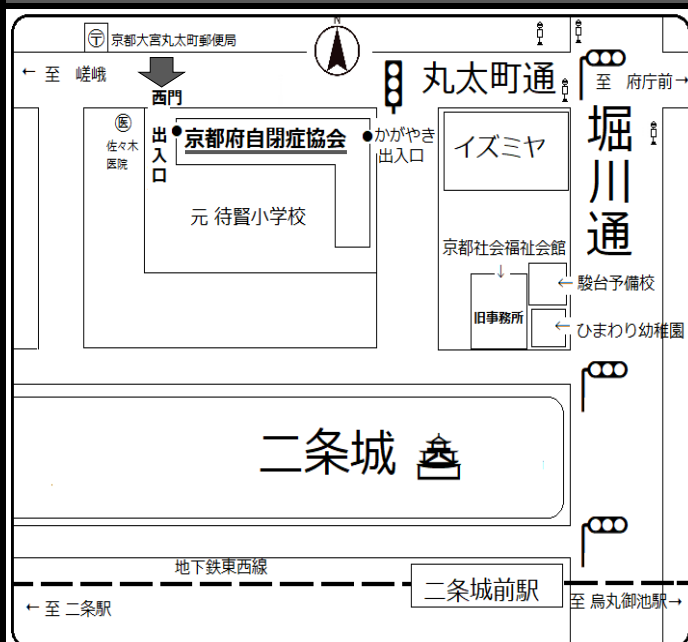 〒 京都大宮丸太町郵便局
N
← 至 嵯峨
丸太町通
至 府庁前→
西門
医
佐々木
医院
出入口
京都府自閉症協会
かがやき
出入口
イズミヤ
堀川通
元 待賢小学校
京都社会福祉会館
↓
旧事務所
← 駿台予備校
← ひまわり幼稚園
二条城
地下鉄東西線
二条城前駅
← 至 二条駅
至 烏丸御池駅→